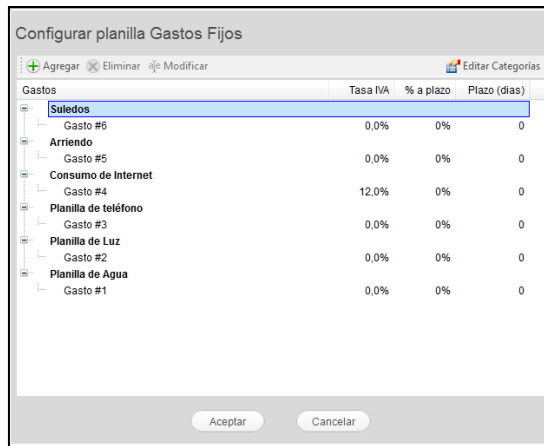 Configurar planilla Gastos Fijos
Agregar Eliminar a|e Modificar Editar Categorías
Gastos Tasa IVA % a plazo Plazo (dias)
Suledos
Gasto #6 0,0% 0% 0
Arriendo
Gasto #5 0,0% 0% 0
Consumo de Internet
Gasto #4 12,0% 0% 0
Planilla de teléfono
Gasto #3 0,0% 0% 0
Planilla de Luz
Gasto #2 0,0% 0% 0
Planilla de Agua
Gasto #1 0,0% 0% 0
Aceptar Cancelar